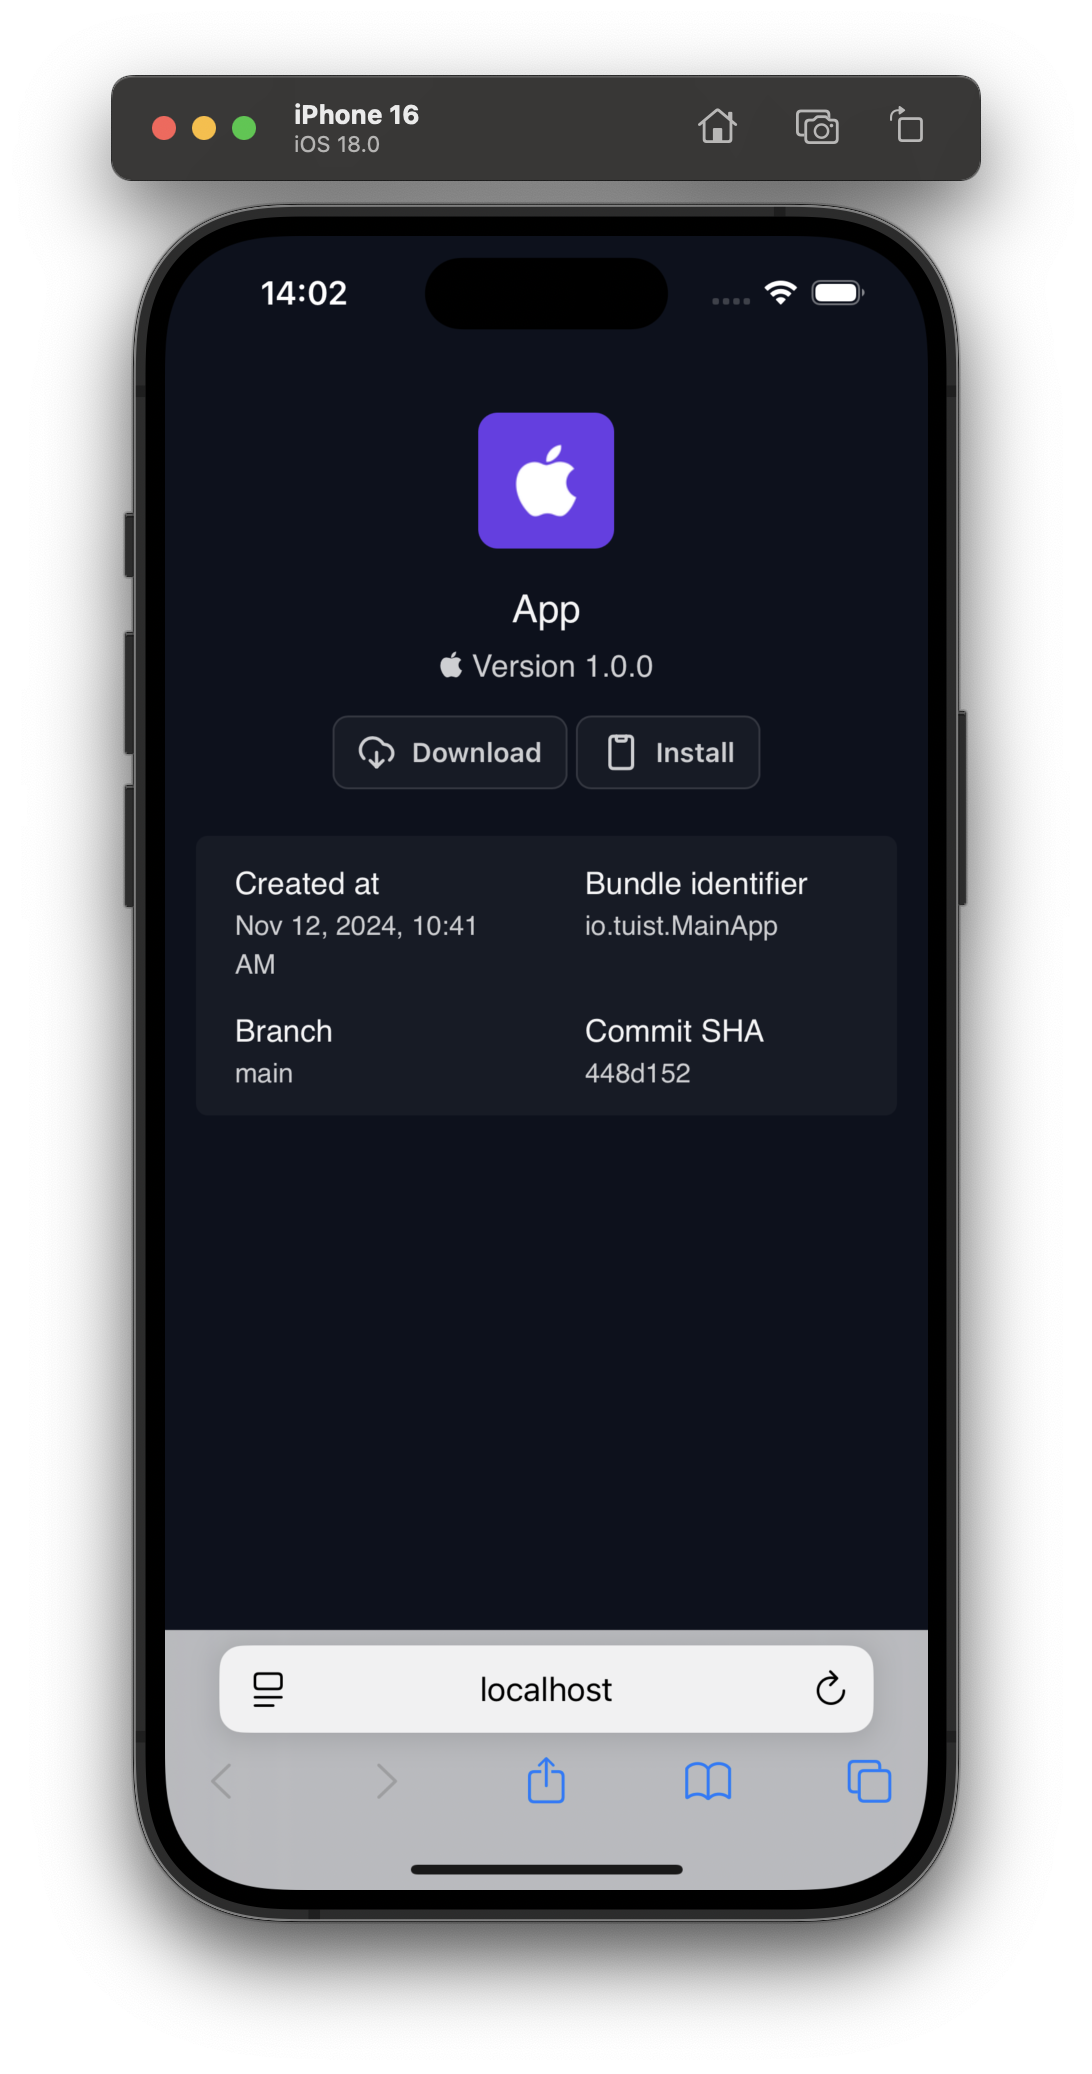 iPhone 16
iOS 18.0
14:02
App
Version 1.0.0
Download
Install
Created at
Nov 12, 2024, 10:41
AM
Bundle identifier
io.tuist.MainApp
Branch
main
Commit SHA
448d152
localhost